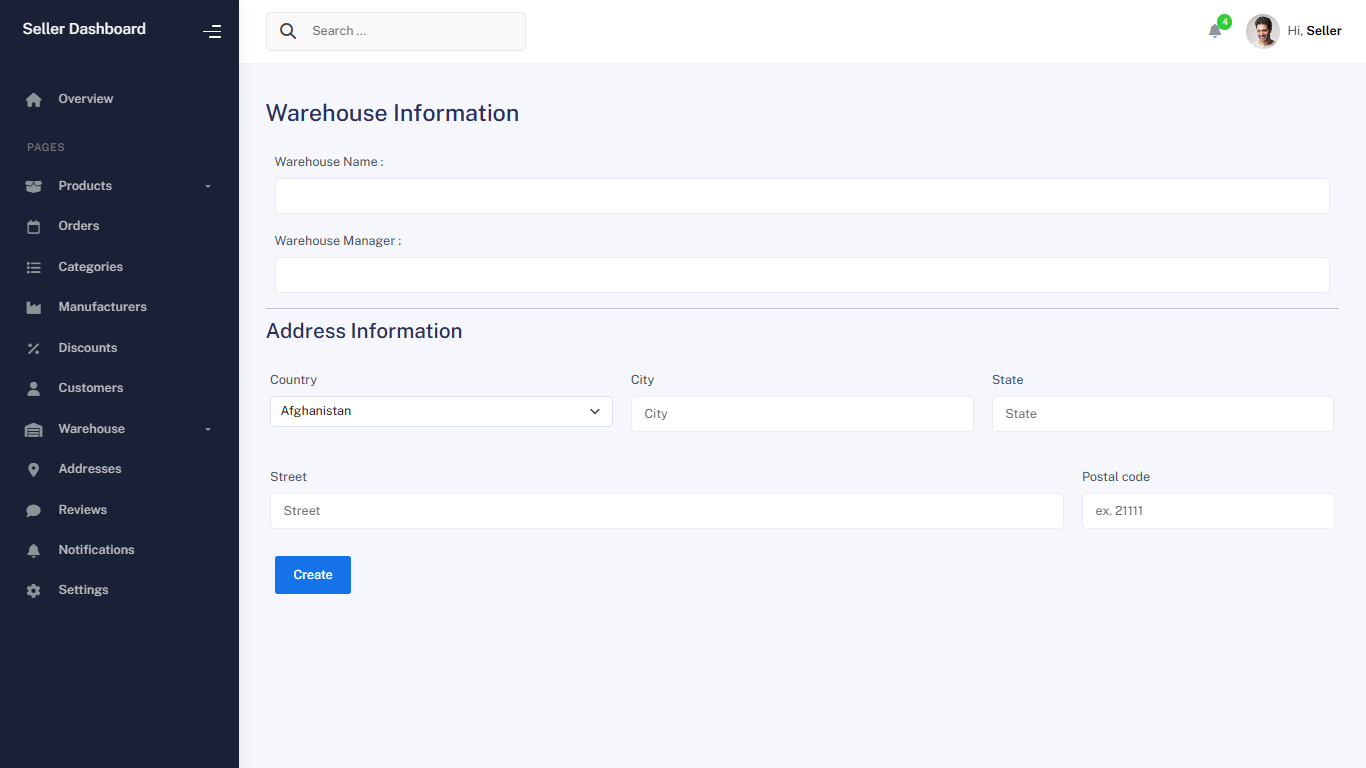 Seller Dashboard
Search ...
4
Hi, Seller
Overview
PAGES
Products
Orders
Categories
Manufacturers
Discounts
Customers
Warehouse
Addresses
Reviews
Notifications
Settings
Warehouse Information
Warehouse Name :
Warehouse Manager :
Address Information
Country
City
State
Afghanistan
City
State
Street
Postal code
Street
ex. 21111
Create